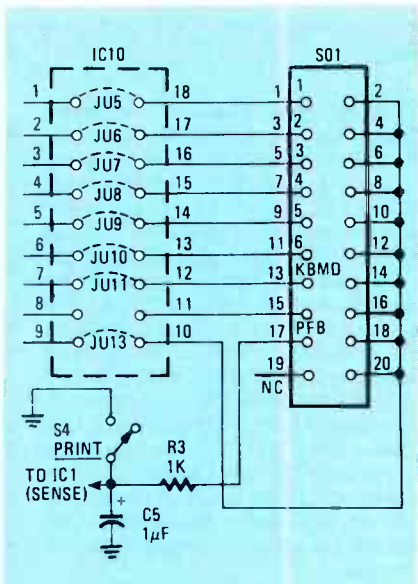 IC10 SO1
1 JU5 18 1 1 2
2 JU6 17 3 2 4
3 JU7 16 5 3 6
4 JU8 15 7 4 8
5 JU9 14 9 5 10
6 JU10 13 11 6 12
7 JU11 12 13 KBMD 14
8 11 15 16
9 JU13 10 17 PFB 18
19 20
NC
S4
PRINT
R3
1K
TO IC1
(SENSE)
+
C5
1μF